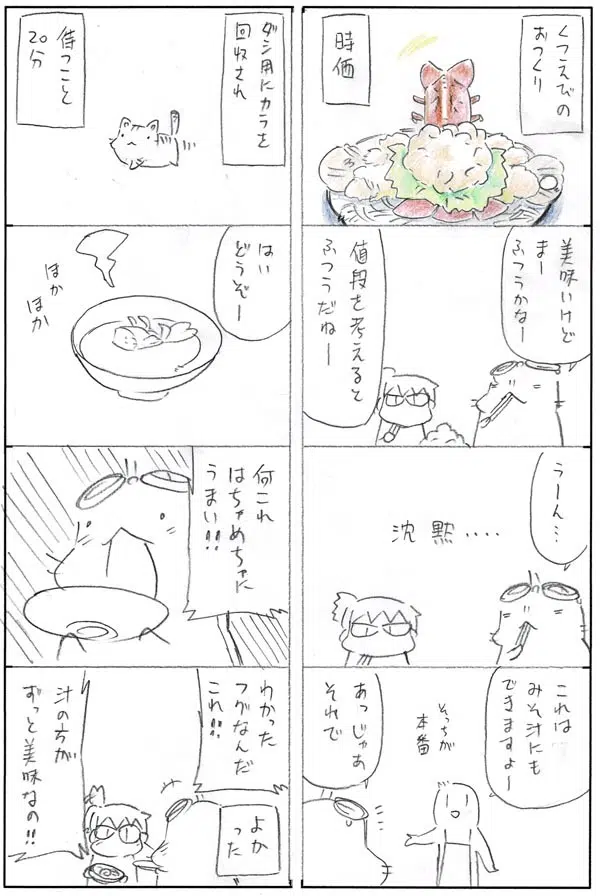 くつえびの
おつくり
時価
美味いけど
まー
ふつうかなー
値段を考えると
ふつうだねー
うーん…
沈黙....
これは
みそ汁にも
できますよー
そっちが
本番
あっじゃあ
それで
ダシ用にカラを
回収され
待つこと
20分
はい
どうぞー
ほか
ほか
何これ
はちゃめちゃに
うまい!!
わかった
フグなんだ
これ!!
よか
った
汁の方が
ずっと美味なの!!